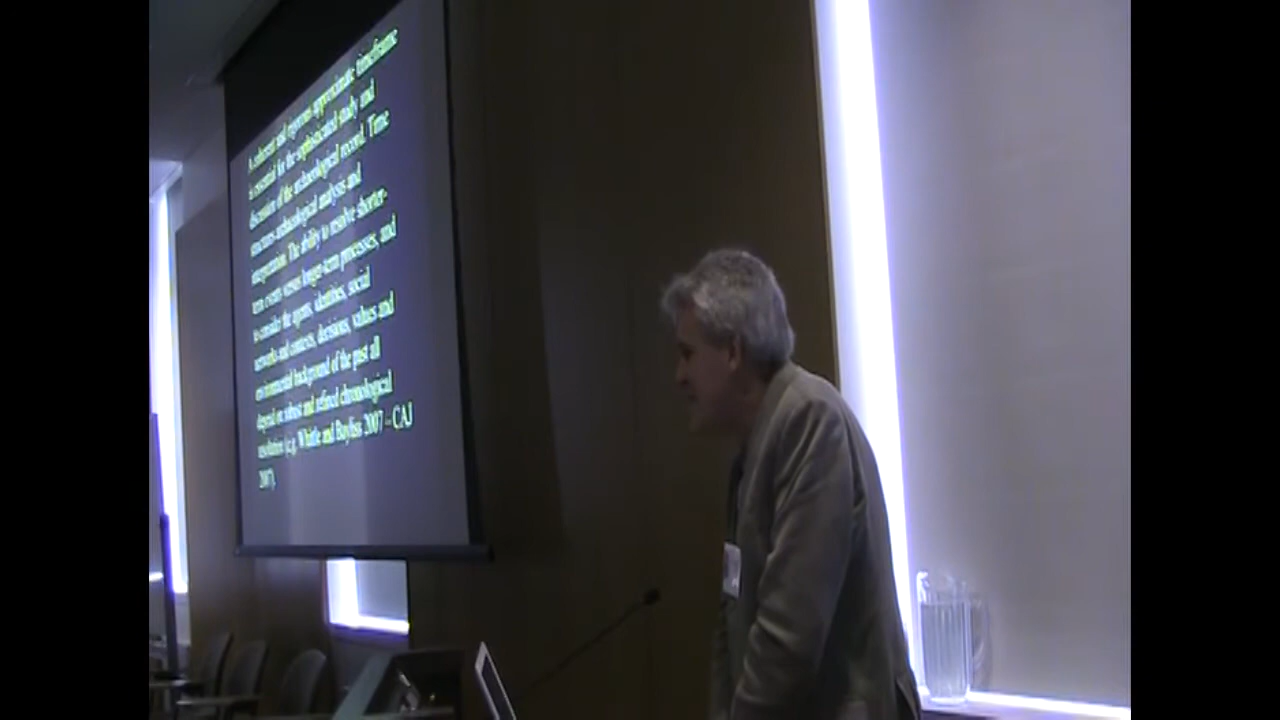 A coherent and rigorous approximate timeframe
is essential for the sophisticated study and
discussion of the archaeological record. Time
structures archaeological analysis and
interpretation. The ability to resolve shorter-
term events versus longer-term processes, and
to consider the agents, identities, social
networks and contexts, decisions, values and
environmental background of the past all
depend on robust and refined chronological
resolution (e.g. Whittle and Bayliss 2007 – CAJ
2007).